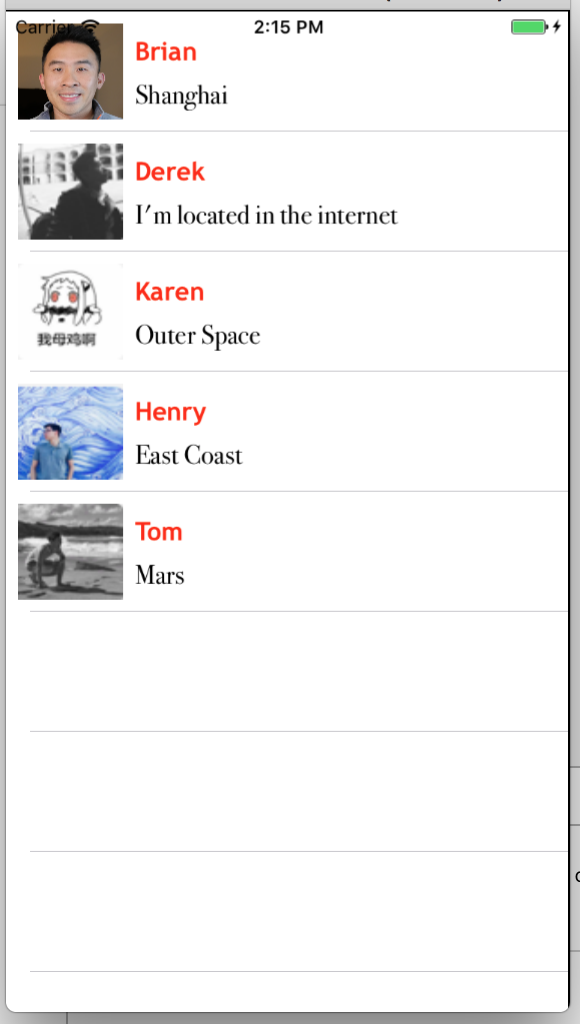 Carrier 2:15 PM
Brian
Shanghai
Derek
I'm located in the internet
Karen
我母鸡啊
Outer Space
Henry
East Coast
Tom
Mars